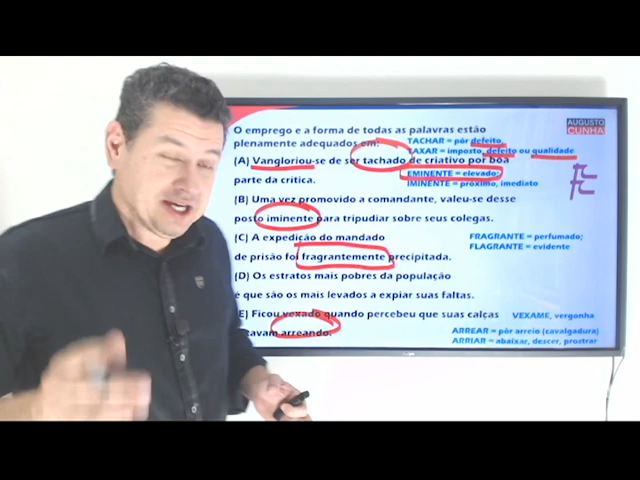 O emprego e a forma de todas as palavras estão
plenamente adequados em:
TACHAR = pôr defeito
TAXAR = imposto, defeito ou qualidade
(A) Vangloriou-se de ser tachado de criativo por boa
parte da crítica.
EMINENTE = elevado;
IMINENTE = próximo, imediato
(B) Uma vez promovido a comandante, valeu-se desse
posto iminente para tripudiar sobre seus colegas.
(C) A expedição do mandado
de prisão foi fragrantemente precipitada.
FRAGRANTE = perfumado;
FLAGRANTE = evidente
(D) Os estratos mais pobres da população
é que são os mais levados a expiar suas faltas.
E) Ficou vexado quando percebeu que suas calças
tavam arreando.
VEXAME, vergonha
ARREAR = pôr arreio (cavalgadura)
ARRIAR = abaixar, descer, prostrar
AUGUSTO
CUNHA